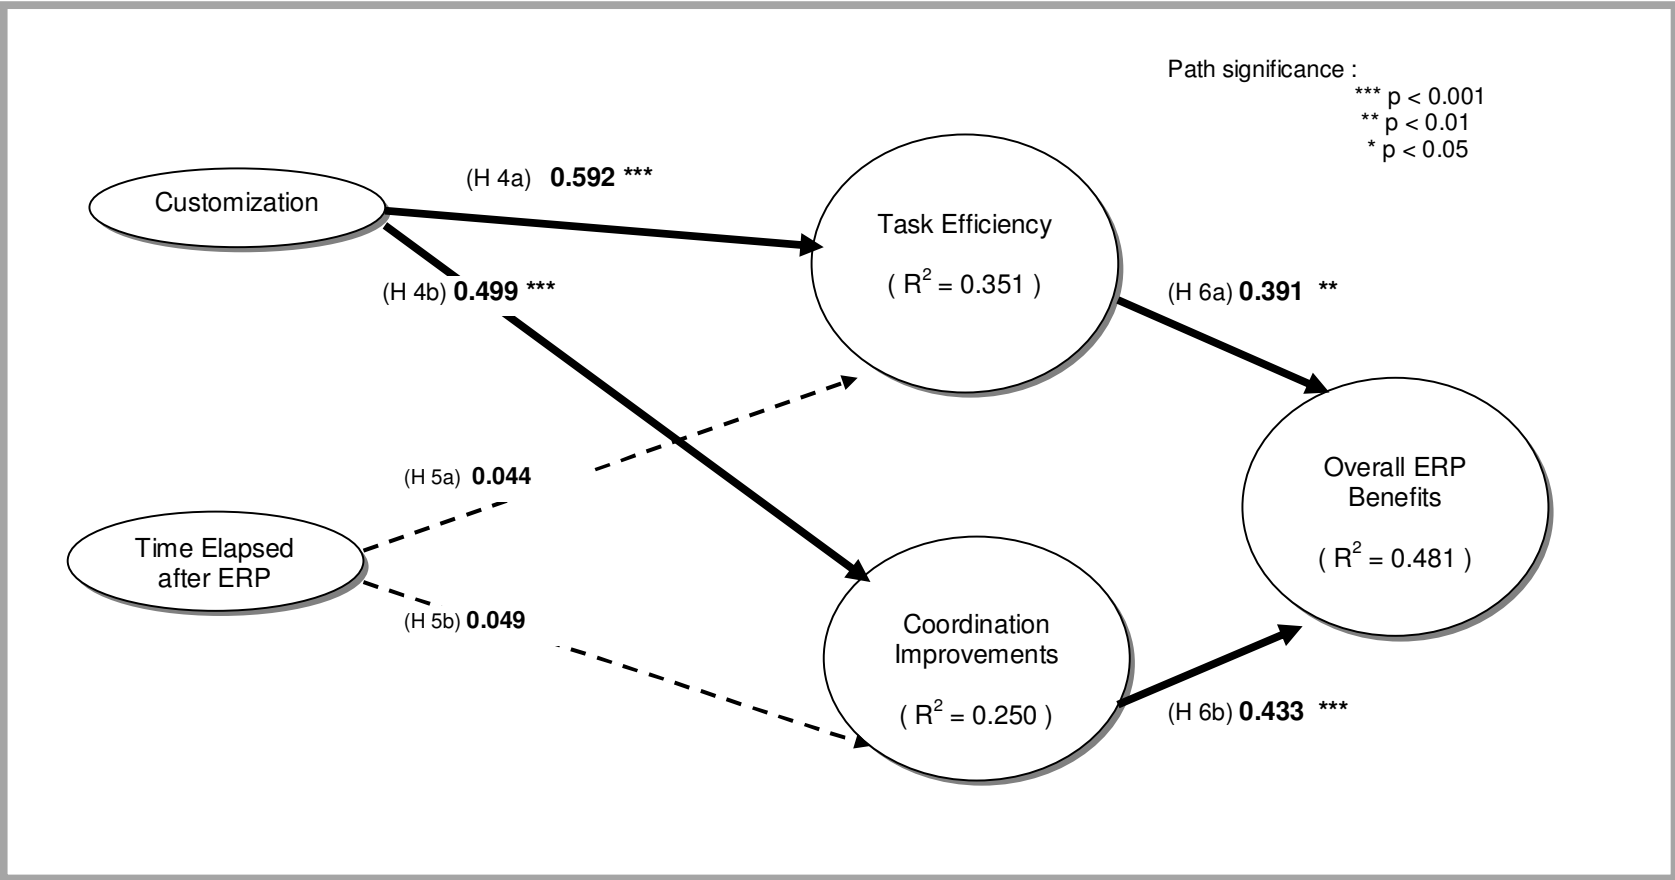 Path significance :
*** p < 0.001
** p < 0.01
* p < 0.05
(H 4a) 0.592 ***
Customization
Task Efficiency
( R² = 0.351 )
(H 4b) 0.499 ***
(H 6a) 0.391 **
(H 5a) 0.044
Overall ERP
Benefits
( R² = 0.481 )
Time Elapsed
after ERP
(H 5b) 0.049
Coordination
Improvements
( R² = 0.250 )
(H 6b) 0.433 ***